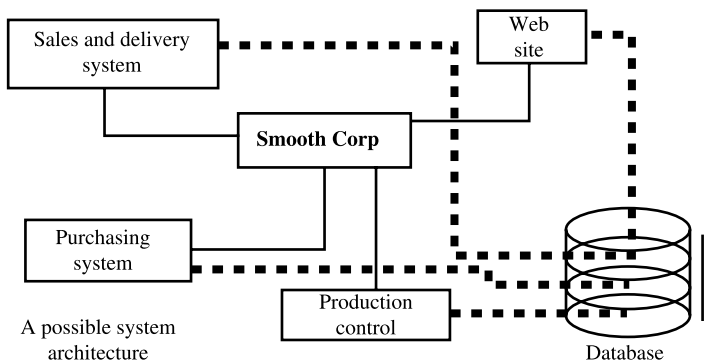 Sales and delivery
system
Web
site
Smooth Corp
Purchasing
system
Production
control
A possible system
architecture
Database